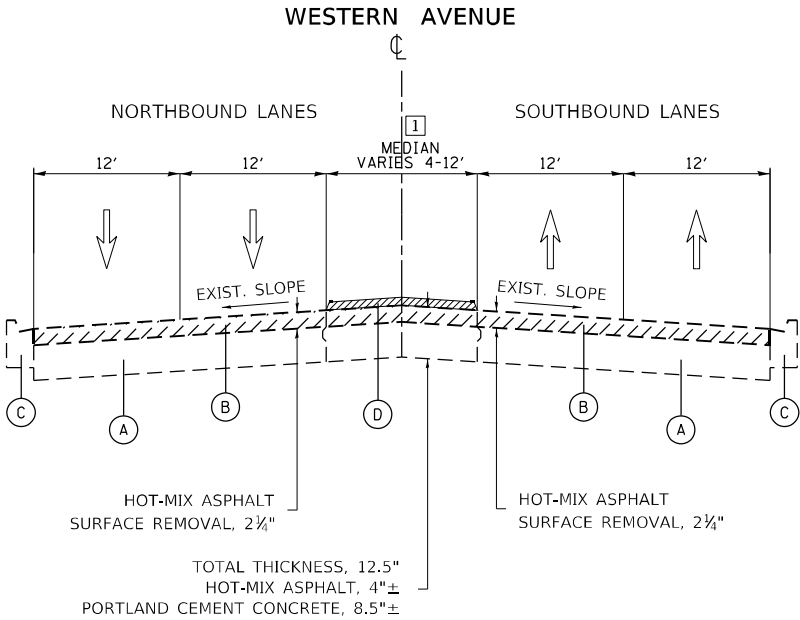 WESTERN AVENUE
℄
NORTHBOUND LANES
SOUTHBOUND LANES
1
MEDIAN
VARIES 4-12'
12'
12'
12'
12'
EXIST. SLOPE
EXIST. SLOPE
C
A
B
D
B
A
C
HOT-MIX ASPHALT
SURFACE REMOVAL, 2¼"
HOT-MIX ASPHALT
SURFACE REMOVAL, 2¼"
TOTAL THICKNESS, 12.5"
HOT-MIX ASPHALT, 4"±
PORTLAND CEMENT CONCRETE, 8.5"±